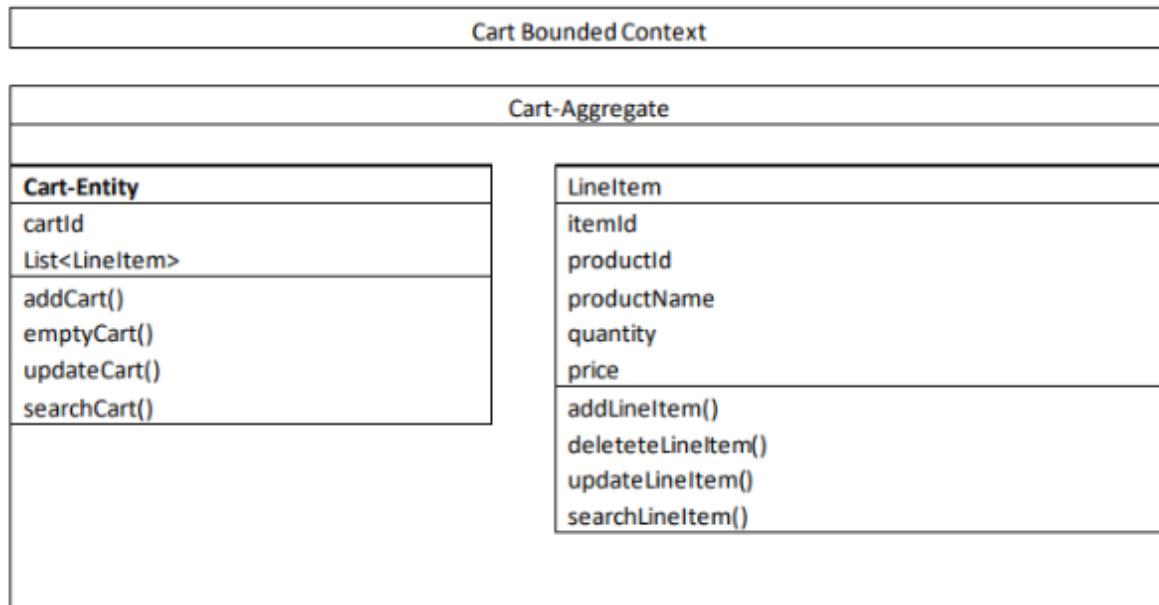 Cart Bounded Context
Cart-Aggregate
Cart-Entity
cartId
List<LineItem>
addCart()
emptyCart()
updateCart()
searchCart()
LineItem
itemId
productId
productName
quantity
price
addLineItem()
deleteteLineItem()
updateLineItem()
searchLineItem()